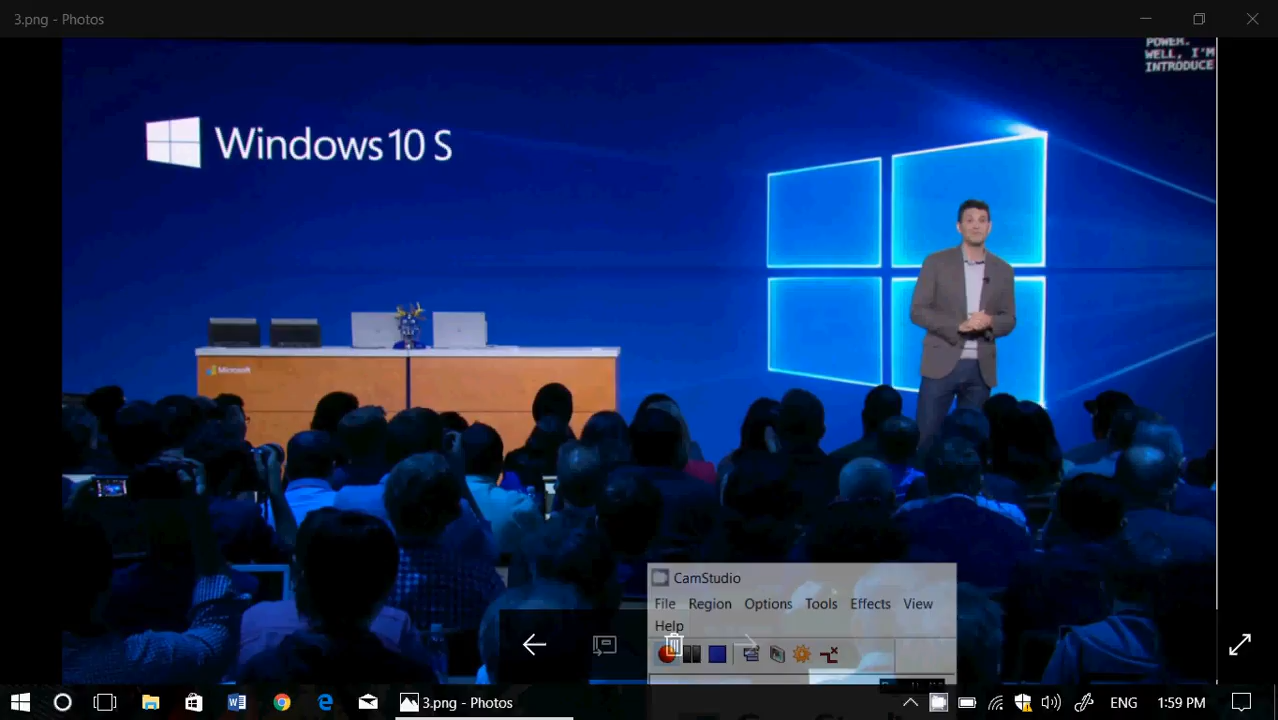 3.png - Photos
POWER.
WELL, I'M
INTRODUCE
Windows 10 S
Microsoft
CamStudio
File Region Options Tools Effects View
Help
3.png - Photos
ENG
1:59 PM